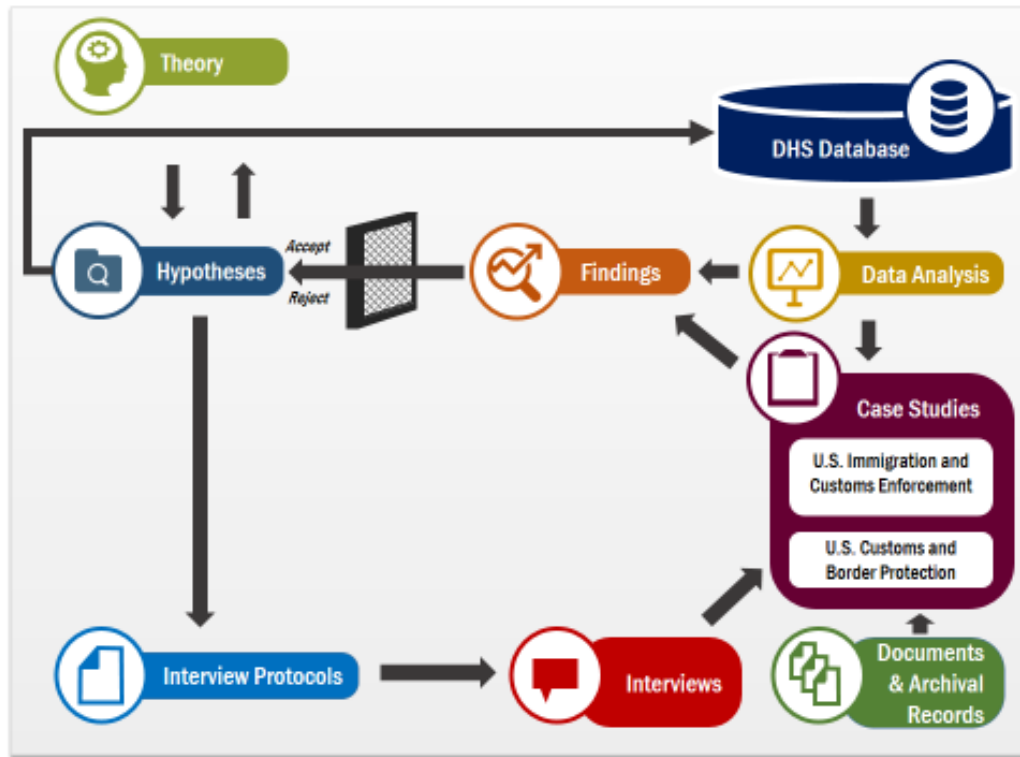 Theory
DHS Database
Accept
Hypotheses
Reject
Findings
Data Analysis
Case Studies
U.S. Immigration and
Customs Enforcement
U.S. Customs and
Border Protection
Interview Protocols
Interviews
Documents
& Archival
Records